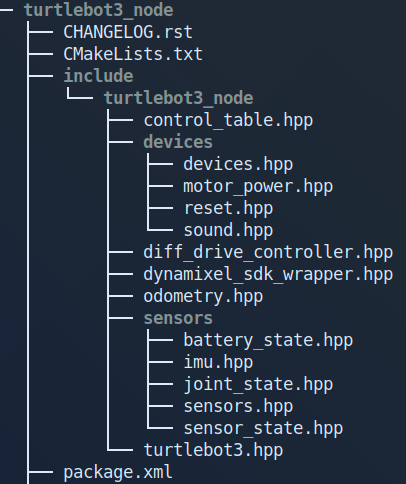 turtlebot3_node
CHANGELOG.rst
CMakeLists.txt
include
turtlebot3_node
control_table.hpp
devices
devices.hpp
motor_power.hpp
reset.hpp
sound.hpp
diff_drive_controller.hpp
dynamixel_sdk_wrapper.hpp
odometry.hpp
sensors
battery_state.hpp
imu.hpp
joint_state.hpp
sensors.hpp
sensor_state.hpp
turtlebot3.hpp
package.xml